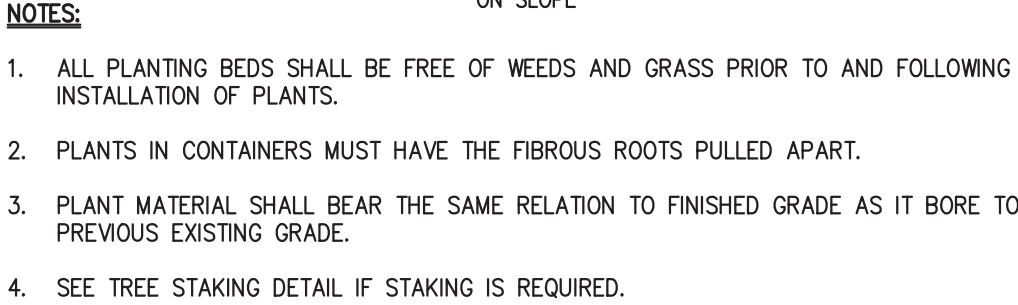 ON SLOPE
NOTES:
1. ALL PLANTING BEDS SHALL BE FREE OF WEEDS AND GRASS PRIOR TO AND FOLLOWING
INSTALLATION OF PLANTS.
2. PLANTS IN CONTAINERS MUST HAVE THE FIBROUS ROOTS PULLED APART.
3. PLANT MATERIAL SHALL BEAR THE SAME RELATION TO FINISHED GRADE AS IT BORE TO
PREVIOUS EXISTING GRADE.
4. SEE TREE STAKING DETAIL IF STAKING IS REQUIRED.